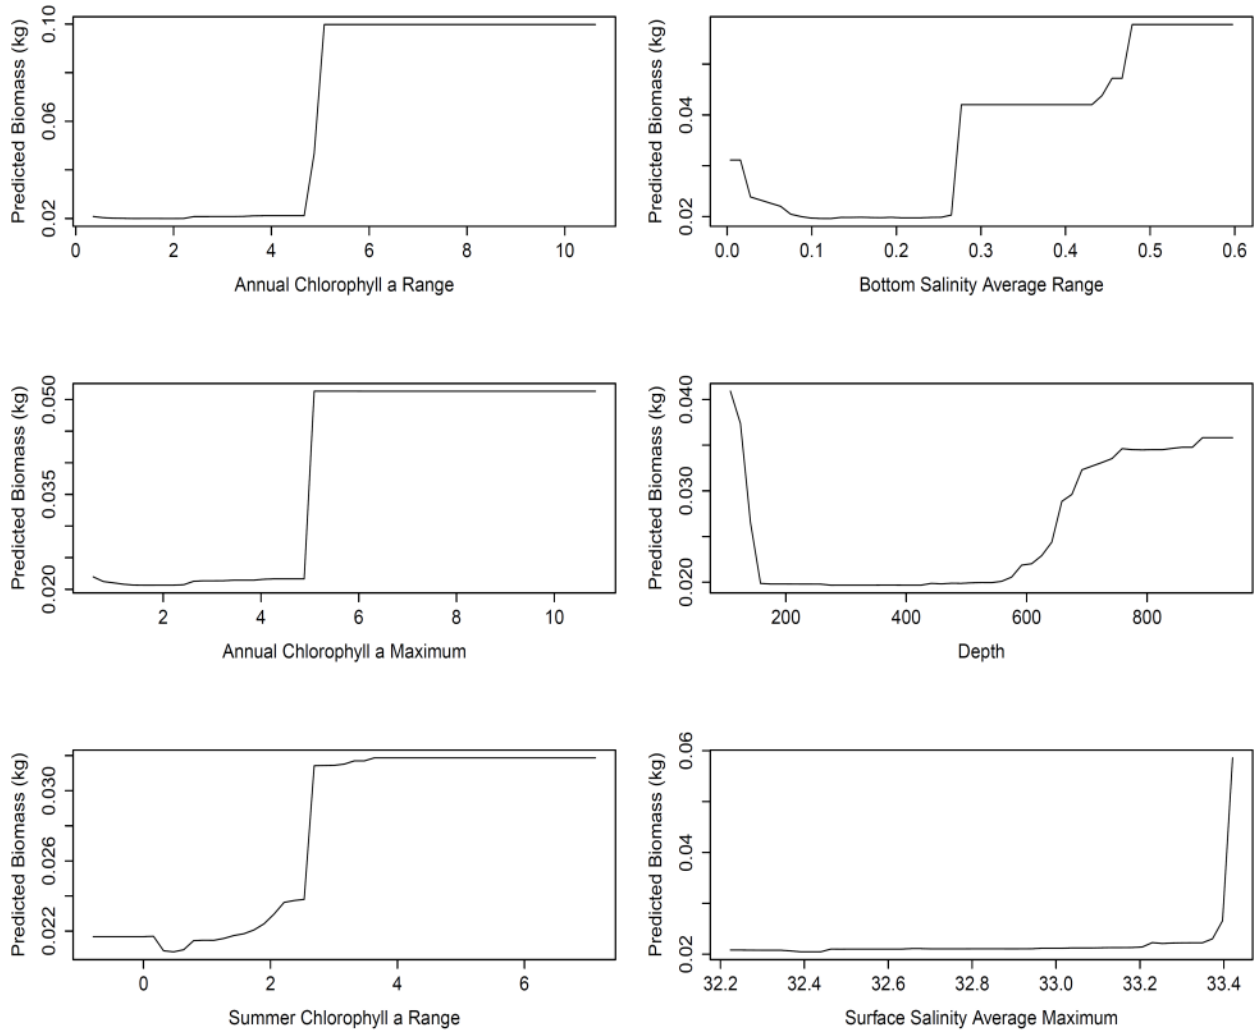 Predicted Biomass (kg)
0.02 0.06 0.10
0 2 4 6 8 10
Annual Chlorophyll a Range
Predicted Biomass (kg)
0.02 0.04
0.0 0.1 0.2 0.3 0.4 0.5 0.6
Bottom Salinity Average Range
Predicted Biomass (kg)
0.020 0.035 0.050
2 4 6 8 10
Annual Chlorophyll a Maximum
Predicted Biomass (kg)
0.020 0.030 0.040
200 400 600 800
Depth
Predicted Biomass (kg)
0.022 0.026 0.030
0 2 4 6
Summer Chlorophyll a Range
Predicted Biomass (kg)
0.02 0.04 0.06
32.2 32.4 32.6 32.8 33.0 33.2 33.4
Surface Salinity Average Maximum